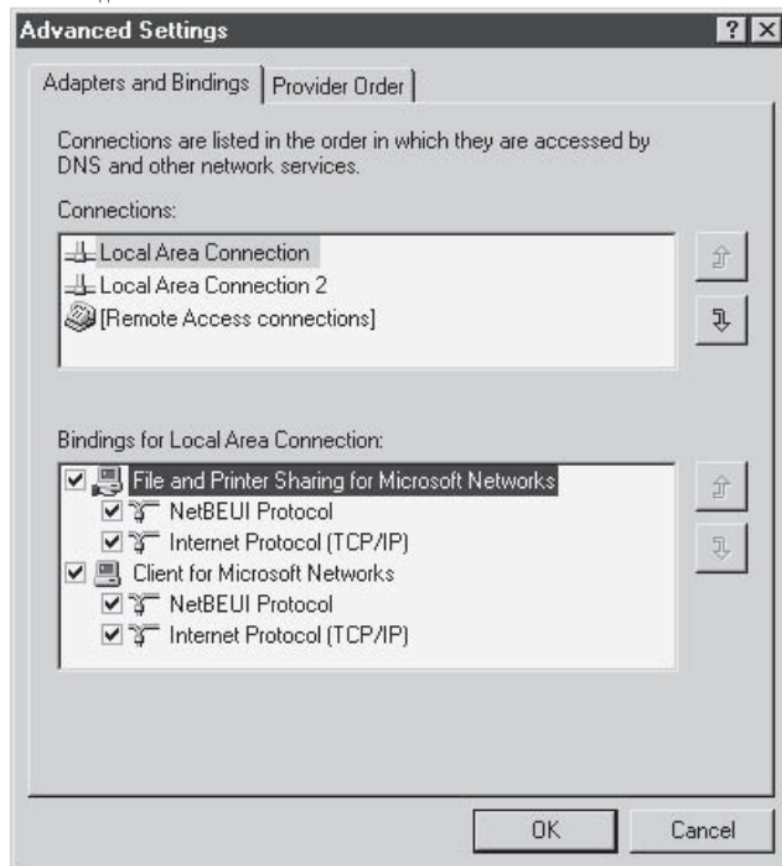 Advanced Settings
Adapters and Bindings
Provider Order
Connections are listed in the order in which they are accessed by
DNS and other network services.
Connections:
Local Area Connection
Local Area Connection 2
[Remote Access connections]
Bindings for Local Area Connection:
File and Printer Sharing for Microsoft Networks
NetBEUI Protocol
Internet Protocol (TCP/IP)
Client for Microsoft Networks
NetBEUI Protocol
Internet Protocol (TCP/IP)
OK
Cancel